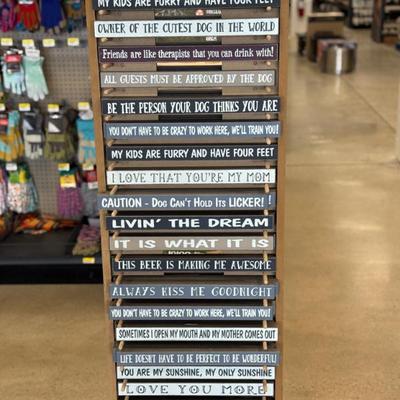 MY KIDS ARE FURRY AND HAVE FOUR FEET
OWNER OF THE CUTEST DOG IN THE WORLD
Friends are like therapists that you can drink with!
ALL GUESTS MUST BE APPROVED BY THE DOG
BE THE PERSON YOUR DOG THINKS YOU ARE
YOU DON'T HAVE TO BE CRAZY TO WORK HERE, WE'LL TRAIN YOU!
MY KIDS ARE FURRY AND HAVE FOUR FEET
I LOVE THAT YOU'RE MY MOM
CAUTION - DOG CAN'T HOLD ITS LICKER! !
LIVIN' THE DREAM
IT IS WHAT IT IS
THIS BEER IS MAKING ME AWESOME
ALWAYS KISS ME GOODNIGHT
YOU DON'T HAVE TO BE CRAZY TO WORK HERE, WE'LL TRAIN YOU!
SOMETIMES I OPEN MY MOUTH AND MY MOTHER COMES OUT
LIFE DOESN'T HAVE TO BE PERFECT TO BE WONDERFUL!
YOU ARE MY SUNSHINE, MY ONLY SUNSHINE
LOVE YOU MORE